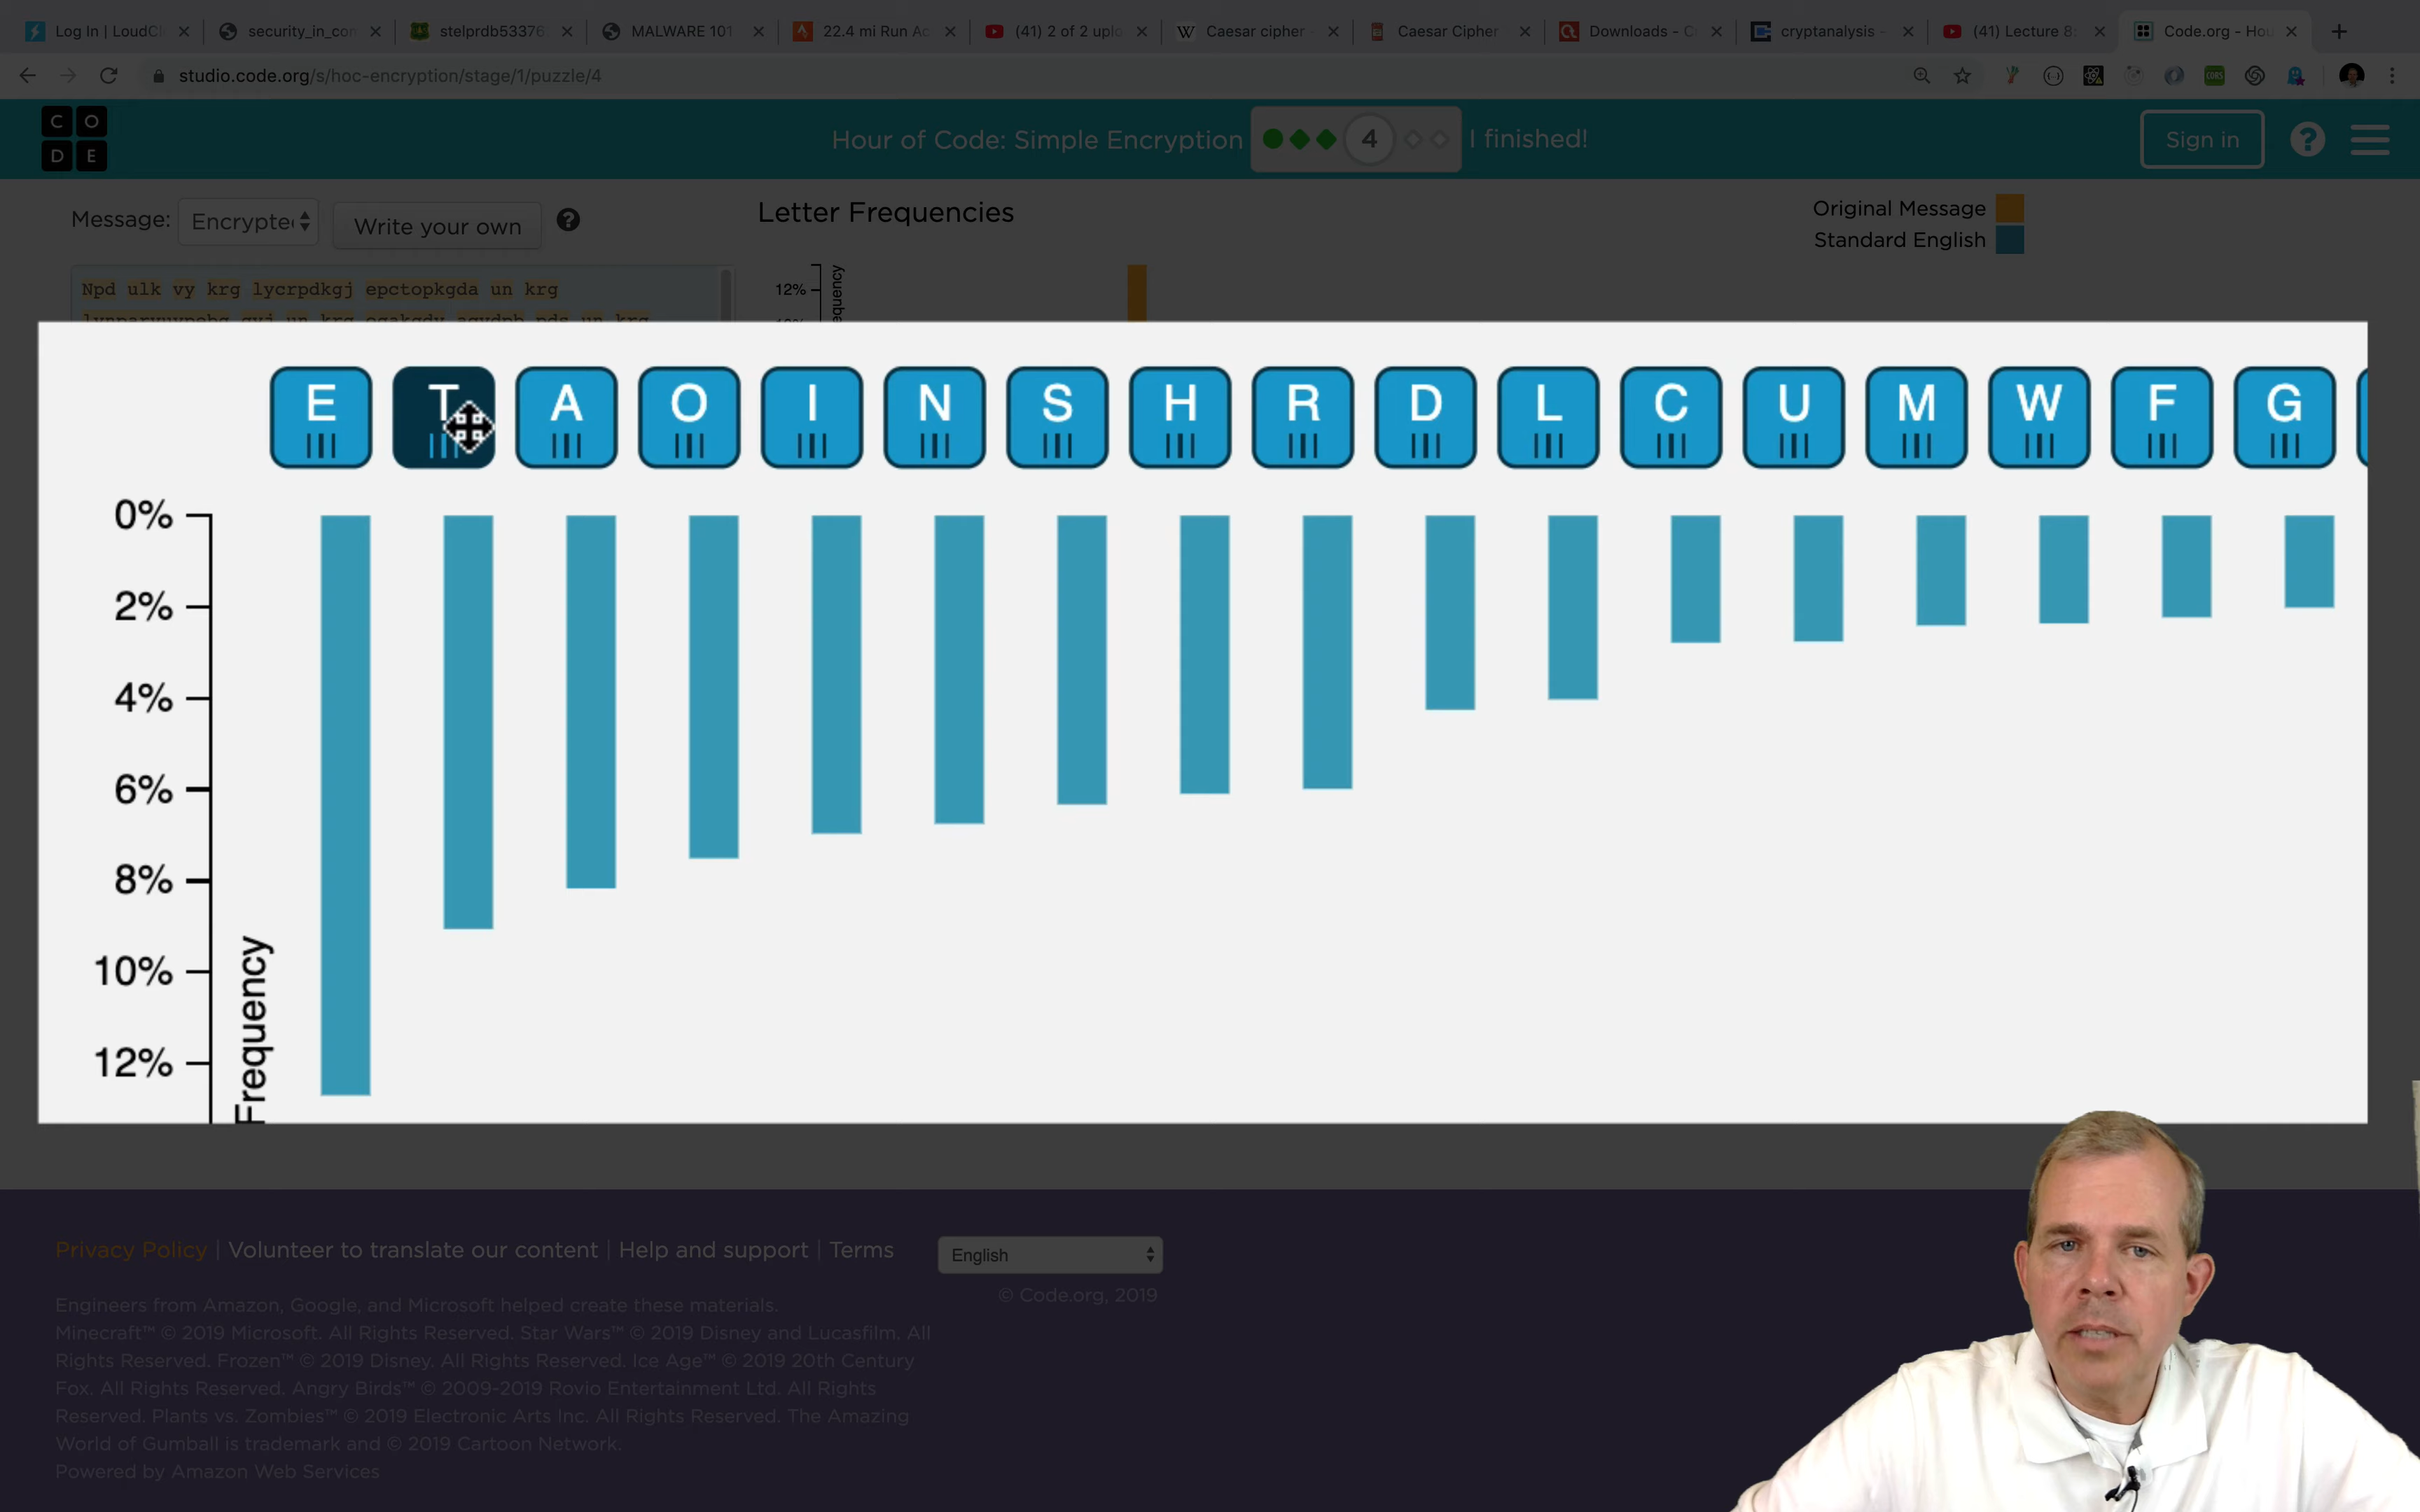 Log In | LoudCl
security_in_con
stelprdb53376
MALWARE 101
22.4 mi Run Ac
(41) 2 of 2 uplo
Caesar cipher
Caesar Cipher
Downloads - C
cryptanalysis -
(41) Lecture 8:
Code.org - Hou
studio.code.org/s/hoc-encryption/stage/1/puzzle/4
CORS
C O
D E
Hour of Code: Simple Encryption
4
I finished!
Sign in
?
Message:
Encrypte
Write your own
?
Letter Frequencies
Original Message
Standard English
Npd ulk vy krg lycrpdkgj epctopkgda un krg
12%
equency
E T A O I N S H R D L C U M W F G
0%
2%
4%
6%
8%
10%
12%
Frequency
Privacy Policy | Volunteer to translate our content | Help and support | Terms
English
© Code.org, 2019
Engineers from Amazon, Google, and Microsoft helped create these materials.
Minecraft™ © 2019 Microsoft. All Rights Reserved. Star Wars™ © 2019 Disney and Lucasfilm. All
Rights Reserved. Frozen™ © 2019 Disney. All Rights Reserved. Ice Age™ © 2019 20th Century
Fox. All Rights Reserved. Angry Birds™ © 2009-2019 Rovio Entertainment Ltd. All Rights
Reserved. Plants vs. Zombies™ © 2019 Electronic Arts Inc. All Rights Reserved. The Amazing
World of Gumball is trademark and © 2019 Cartoon Network.
Powered by Amazon Web Services